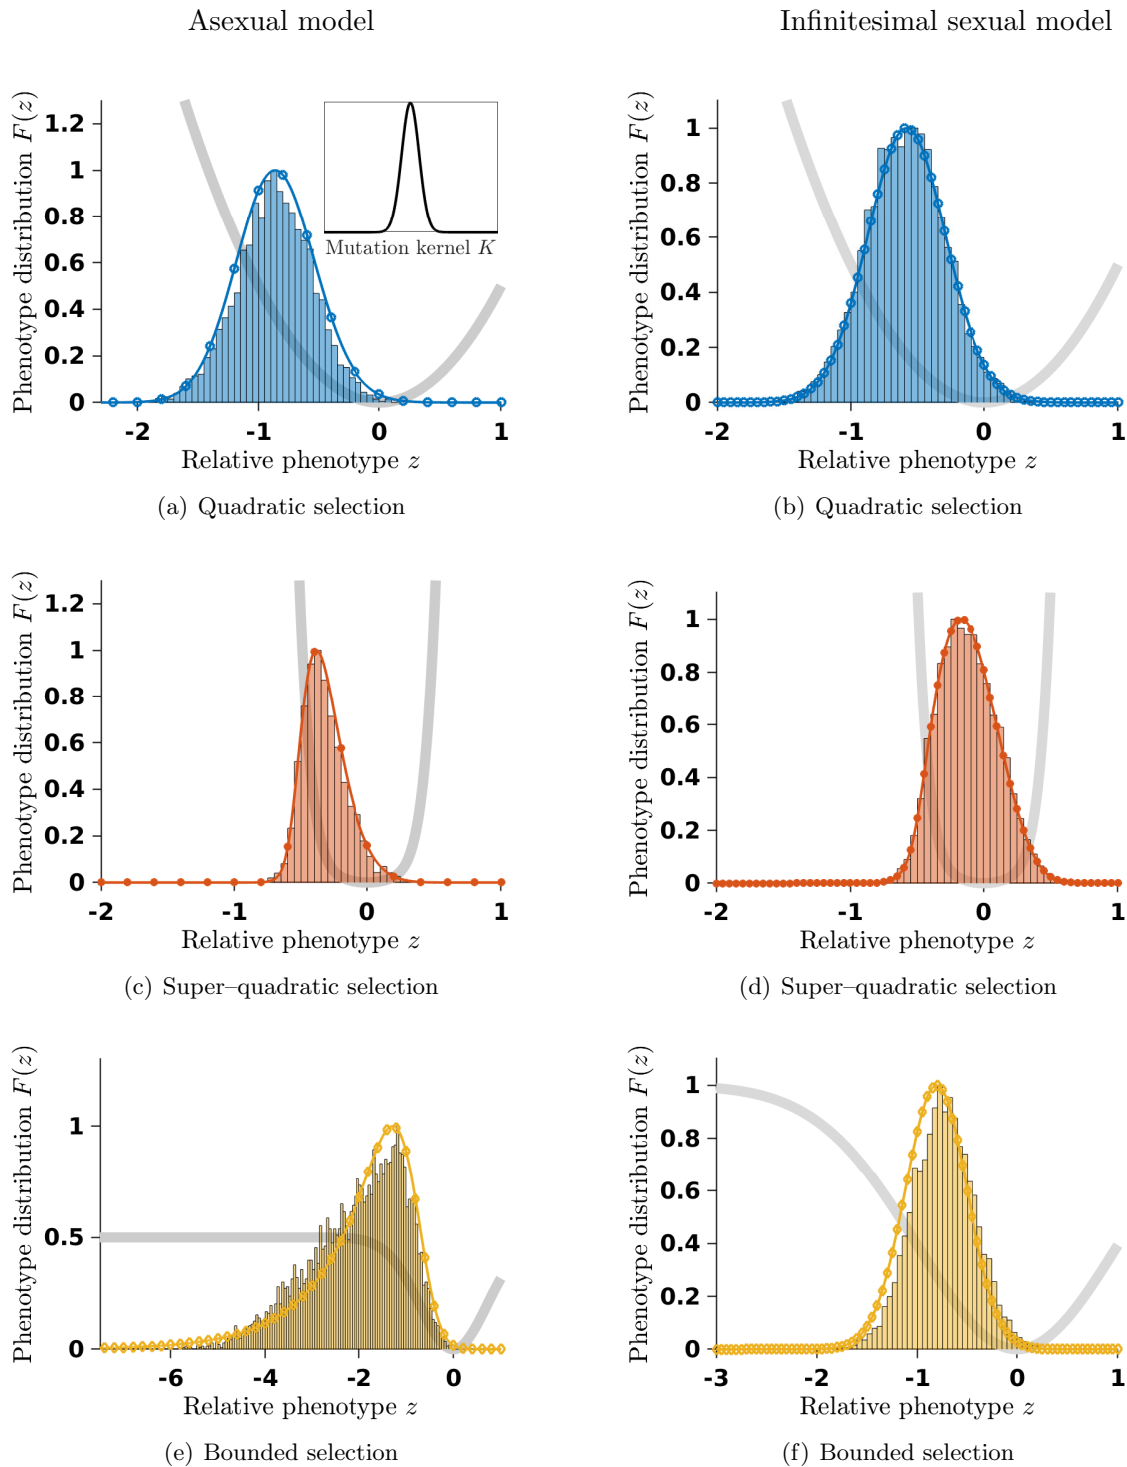 Asexual model
Infinitesimal sexual model
Phenotype distribution F(z)
1.2
1
0.8
0.6
0.4
0.2
0
-2 -1 0 1
Relative phenotype z
Mutation kernel K
(a) Quadratic selection
Phenotype distribution F(z)
1
0.8
0.6
0.4
0.2
0
-2 -1 0 1
Relative phenotype z
(b) Quadratic selection
Phenotype distribution F(z)
1.2
1
0.8
0.6
0.4
0.2
0
-2 -1 0 1
Relative phenotype z
(c) Super–quadratic selection
Phenotype distribution F(z)
1
0.8
0.6
0.4
0.2
0
-2 -1 0 1
Relative phenotype z
(d) Super–quadratic selection
Phenotype distribution F(z)
1
0.5
0
-6 -4 -2 0
Relative phenotype z
(e) Bounded selection
Phenotype distribution F(z)
1
0.8
0.6
0.4
0.2
0
-3 -2 -1 0 1
Relative phenotype z
(f) Bounded selection